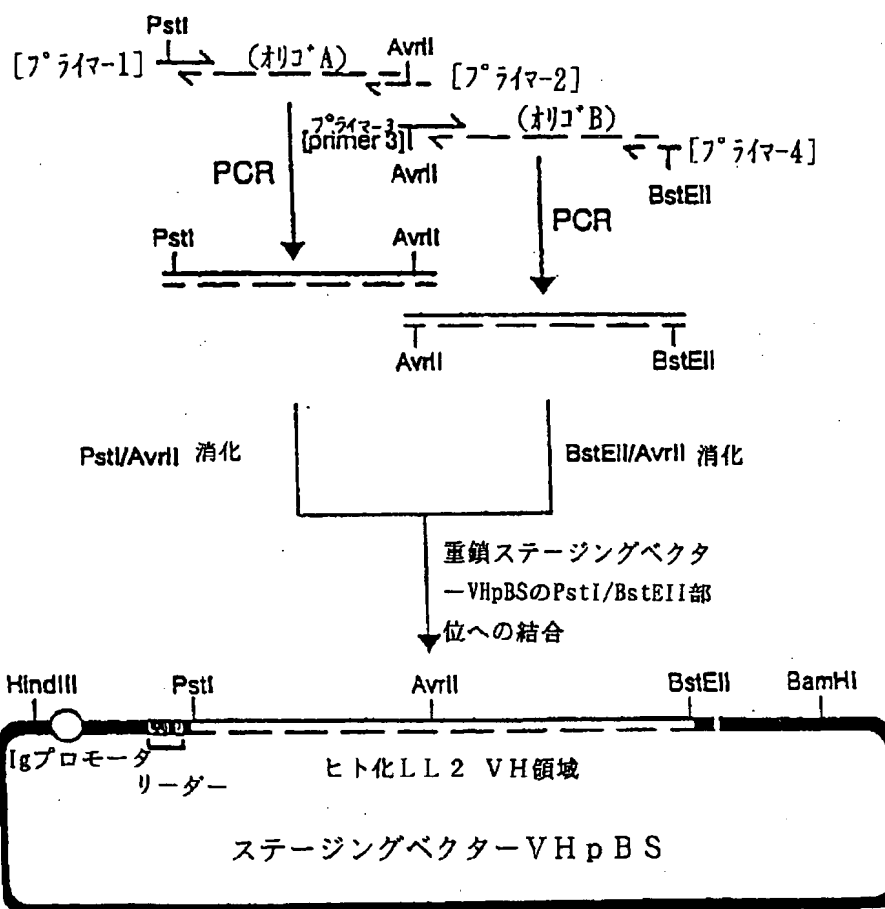 PstI
[プライマー1] (オリゴA) AvrII
[プライマー2]
プライマー3
[primer 3] (オリゴB)
[プライマー4]
PCR AvrII
BstEII
PCR
PstI AvrII
AvrII BstEII
PstI/AvrII 消化 BstEII/AvrII 消化
重鎖ステージングベクタ
ーVHpBSのPstI/BstEII部
位への結合
HindIII PstI AvrII BstEII BamHI
Igプロモータ
リーダー ヒト化LL2 VH領域
ステージングベクターVHpBS